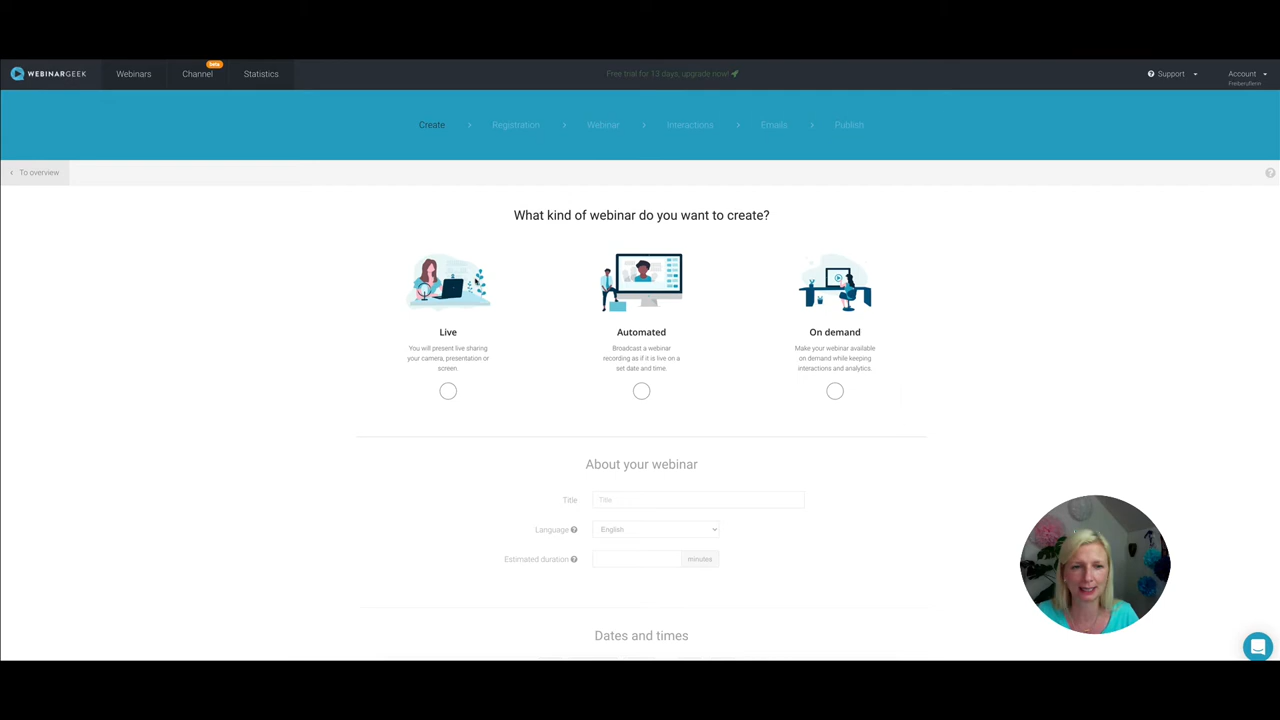 WEBINARGEEK
Webinars
Channel
beta
Statistics
Free trial for 13 days, upgrade now!
Support
Account
Freiberuflerin
Create
Registration
Webinar
Interactions
Emails
Publish
To overview
What kind of webinar do you want to create?
Live
You will present live sharing
your camera, presentation or
screen.
Automated
Broadcast a webinar
recording as if it is live on a
set date and time.
On demand
Make your webinar available
on demand while keeping
interactions and analytics.
About your webinar
Title
Title
Language
English
Estimated duration
minutes
Dates and times